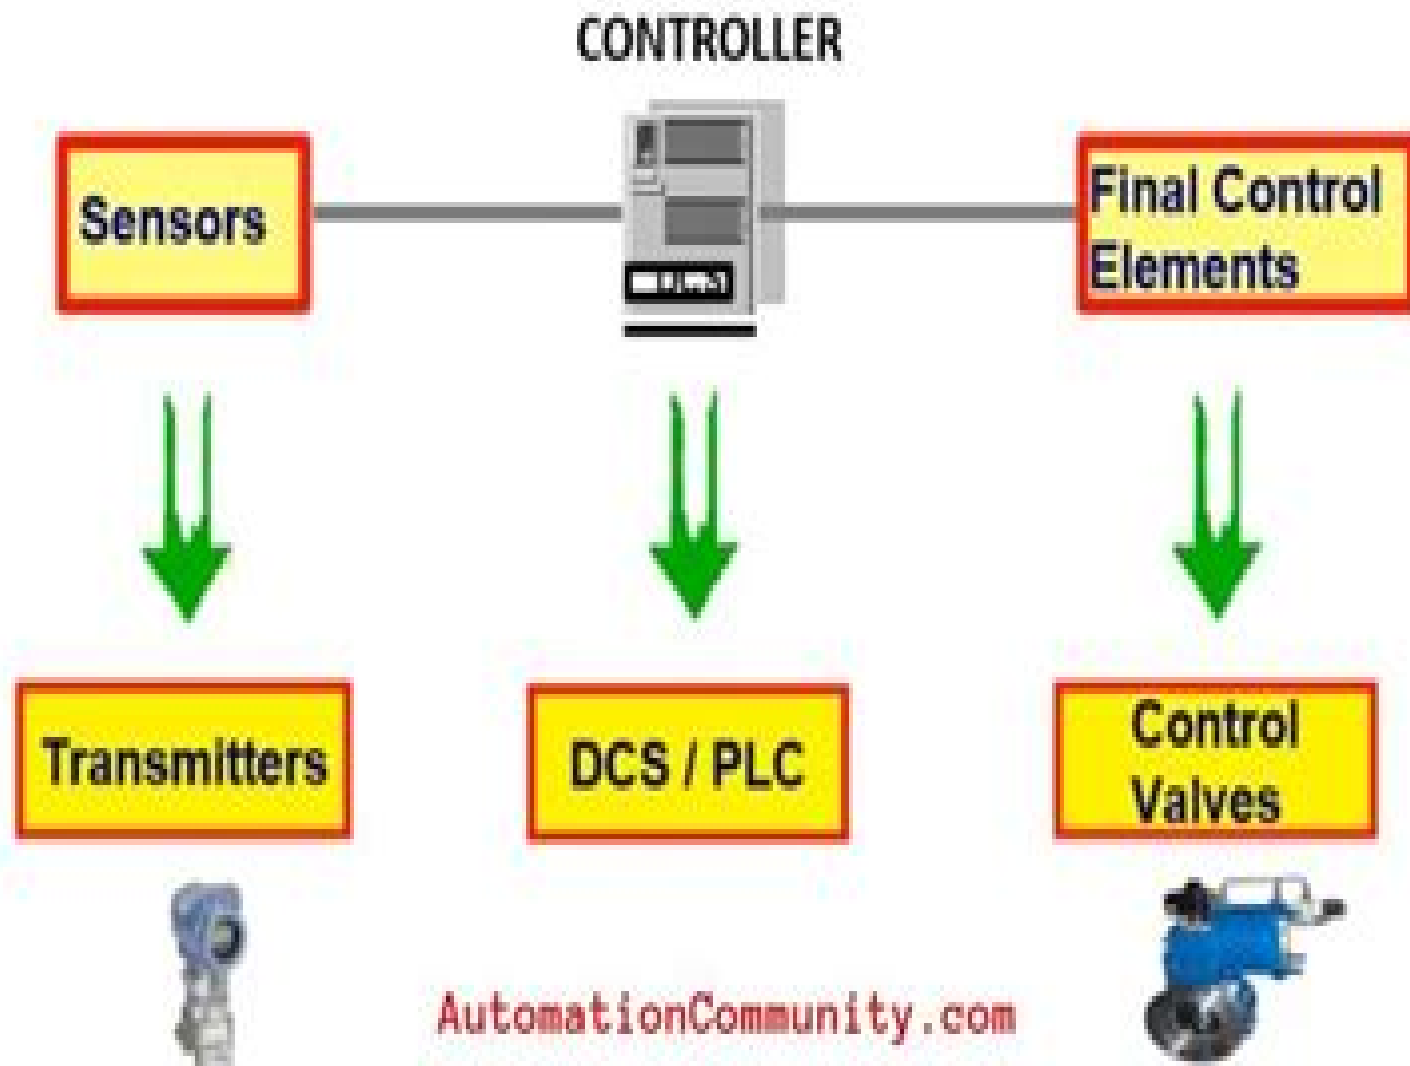 CONTROLLER
Sensors
Final Control
Elements
Transmitters
DCS / PLC
Control
Valves
AutomationCommunity.com